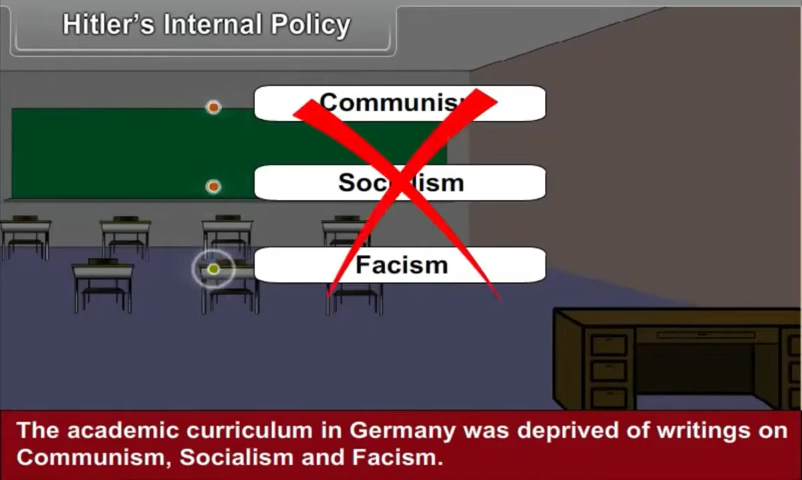 Hitler's Internal Policy
Communism
Socialism
Facism
The academic curriculum in Germany was deprived of writings on
Communism, Socialism and Facism.